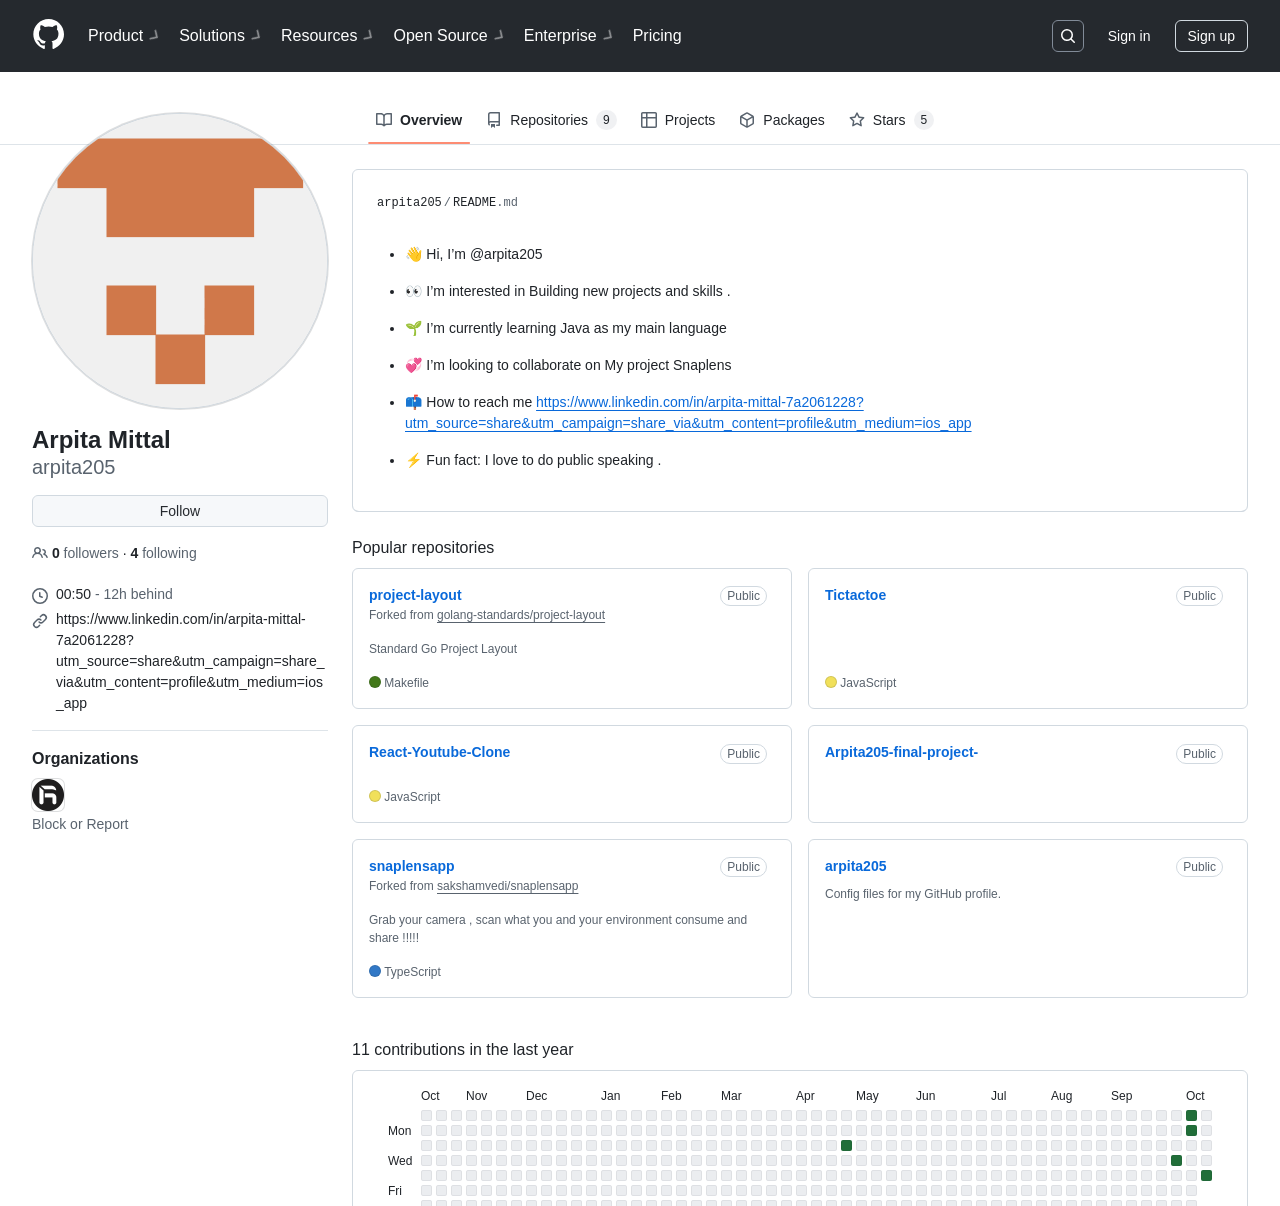 Product Solutions Resources Open Source Enterprise Pricing Sign in Sign up
Overview Repositories 9 Projects Packages Stars 5
arpita205 / README.md
👋 Hi, I’m @arpita205
👀 I’m interested in Building new projects and skills .
🌱 I’m currently learning Java as my main language
💞️ I’m looking to collaborate on My project Snaplens
📫 How to reach me https://www.linkedin.com/in/arpita-mittal-7a2061228?
utm_source=share&utm_campaign=share_via&utm_content=profile&utm_medium=ios_app
⚡ Fun fact: I love to do public speaking .
Arpita Mittal
arpita205
Follow
0 followers · 4 following
00:50 - 12h behind
https://www.linkedin.com/in/arpita-mittal-
7a2061228?
utm_source=share&utm_campaign=share_
via&utm_content=profile&utm_medium=ios
_app
Organizations
Block or Report
Popular repositories
project-layout Public
Forked from golang-standards/project-layout
Standard Go Project Layout
Makefile
Tictactoe Public
JavaScript
React-Youtube-Clone Public
JavaScript
Arpita205-final-project- Public
snaplensapp Public
Forked from sakshamvedi/snaplensapp
Grab your camera , scan what you and your environment consume and
share !!!!!
TypeScript
arpita205 Public
Config files for my GitHub profile.
11 contributions in the last year
Oct Nov Dec Jan Feb Mar Apr May Jun Jul Aug Sep Oct
Mon
Wed
Fri